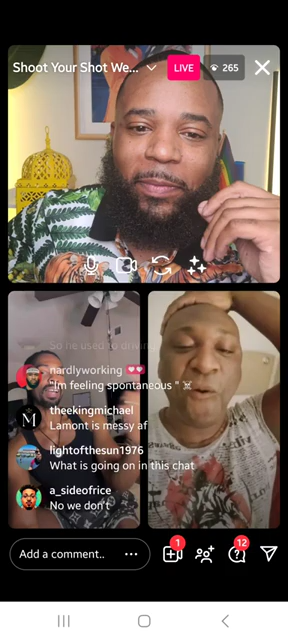 Shoot Your Shot We...
LIVE
265
So he used to drivin
nardlyworking
"Im feeling spontaneous"
theekingmichael
M
Lamont is messy af
lightofthesun1976
What is going on in this chat
a_sideofrice
No we don't
Add a comment..
1
12